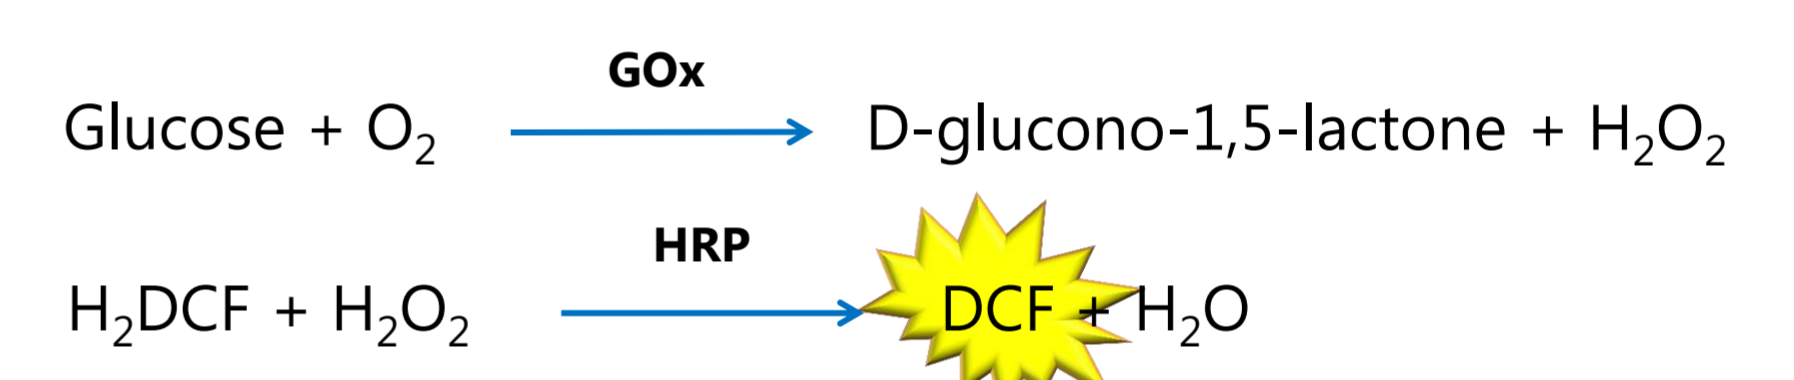 GOx
Glucose + O₂ D-glucono-1,5-lactone + H₂O₂
HRP
H₂DCF + H₂O₂ DCF + H₂O